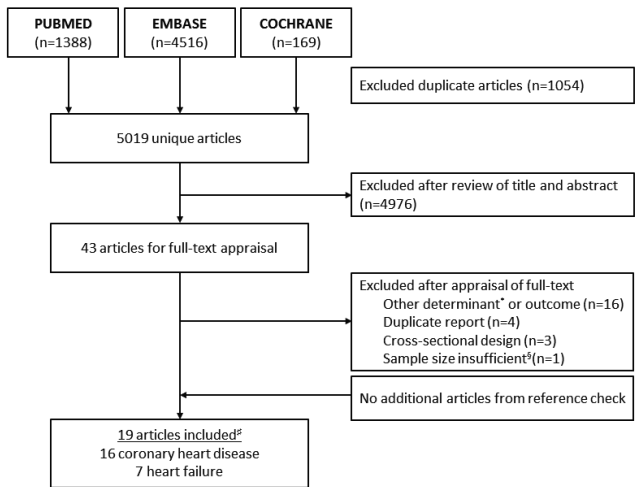 PUBMED
(n=1388)
EMBASE
(n=4516)
COCHRANE
(n=169)
Excluded duplicate articles (n=1054)
5019 unique articles
Excluded after review of title and abstract
(n=4976)
43 articles for full-text appraisal
Excluded after appraisal of full-text
Other determinant* or outcome (n=16)
Duplicate report (n=4)
Cross-sectional design (n=3)
Sample size insufficient§(n=1)
No additional articles from reference check
19 articles included♯
16 coronary heart disease
7 heart failure